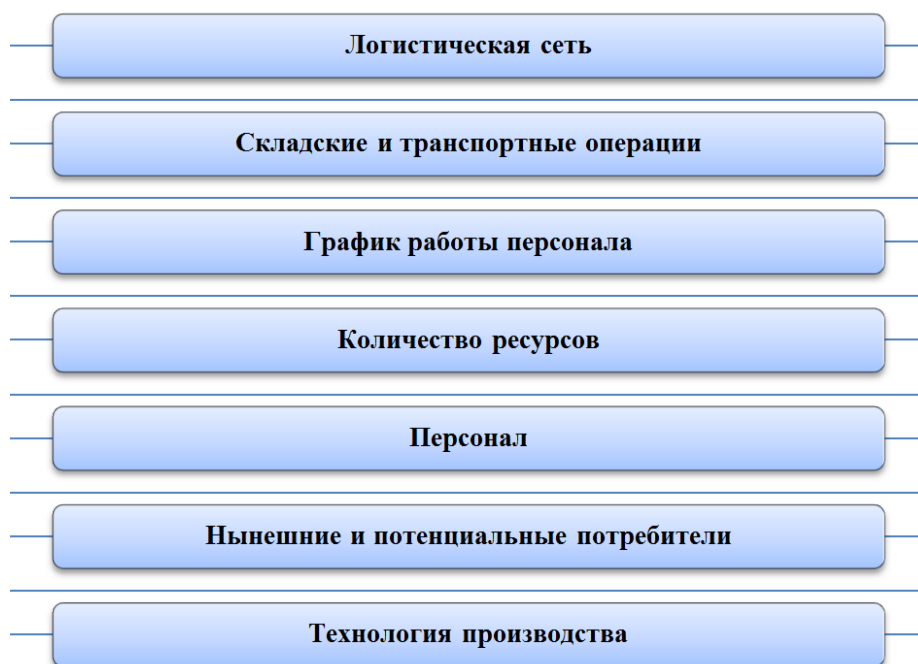 Логистическая сеть
Складские и транспортные операции
График работы персонала
Количество ресурсов
Персонал
Нынешние и потенциальные потребители
Технология производства